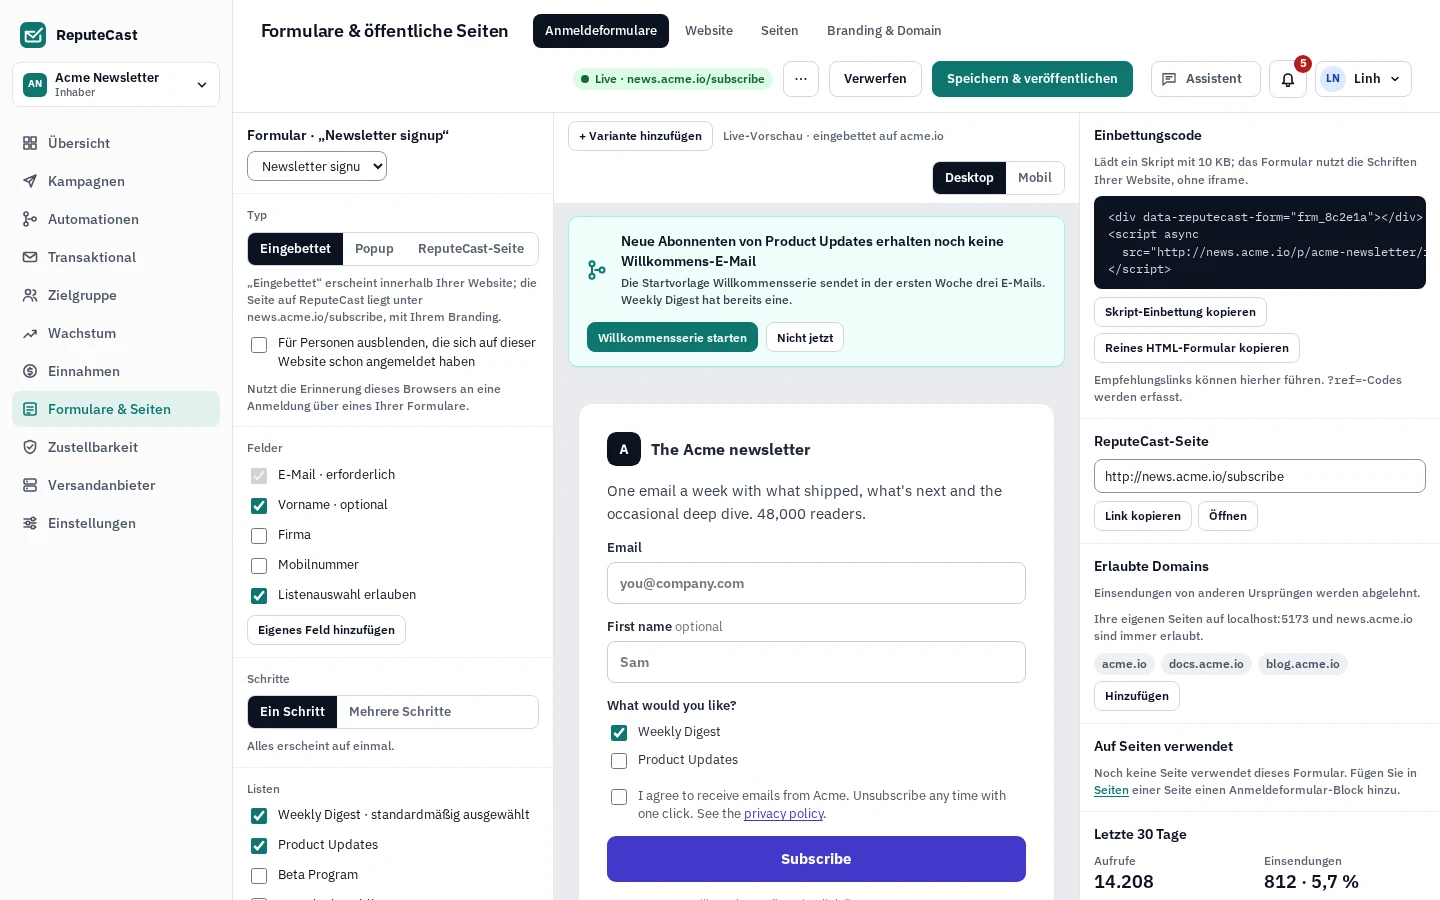 ReputeCast
AN
Acme Newsletter
Inhaber
Übersicht
Kampagnen
Automationen
Transaktional
Zielgruppe
Wachstum
Einnahmen
Formulare & Seiten
Zustellbarkeit
Versandanbieter
Einstellungen
Formulare & öffentliche Seiten
Anmeldeformulare
Website
Seiten
Branding & Domain
Live · news.acme.io/subscribe
···
Verwerfen
Speichern & veröffentlichen
Assistent
5
LN
Linh
Formular · „Newsletter signup“
Newsletter signu
Typ
Eingebettet
Popup
ReputeCast-Seite
„Eingebettet“ erscheint innerhalb Ihrer Website; die
Seite auf ReputeCast liegt unter
news.acme.io/subscribe, mit Ihrem Branding.
Für Personen ausblenden, die sich auf dieser
Website schon angemeldet haben
Nutzt die Erinnerung dieses Browsers an eine
Anmeldung über eines Ihrer Formulare.
Felder
E-Mail · erforderlich
Vorname · optional
Firma
Mobilnummer
Listenauswahl erlauben
Eigenes Feld hinzufügen
Schritte
Ein Schritt
Mehrere Schritte
Alles erscheint auf einmal.
Listen
Weekly Digest · standardmäßig ausgewählt
Product Updates
Beta Program
+ Variante hinzufügen
Live-Vorschau · eingebettet auf acme.io
Desktop
Mobil
Neue Abonnenten von Product Updates erhalten noch keine
Willkommens-E-Mail
Die Startvorlage Willkommensserie sendet in der ersten Woche drei E-Mails.
Weekly Digest hat bereits eine.
Willkommensserie starten
Nicht jetzt
A
The Acme newsletter
One email a week with what shipped, what's next and the
occasional deep dive. 48,000 readers.
Email
you@company.com
First name optional
Sam
What would you like?
Weekly Digest
Product Updates
I agree to receive emails from Acme. Unsubscribe any time with
one click. See the privacy policy.
Subscribe
Einbettungscode
Lädt ein Skript mit 10 KB; das Formular nutzt die Schriften
Ihrer Website, ohne iframe.
<div data-reputecast-form="frm_8c2e1a"></div>
<script async
src="http://news.acme.io/p/acme-newsletter/
</script>
Skript-Einbettung kopieren
Reines HTML-Formular kopieren
Empfehlungslinks können hierher führen. ?ref=-Codes
werden erfasst.
ReputeCast-Seite
http://news.acme.io/subscribe
Link kopieren
Öffnen
Erlaubte Domains
Einsendungen von anderen Ursprüngen werden abgelehnt.
Ihre eigenen Seiten auf localhost:5173 und news.acme.io
sind immer erlaubt.
acme.io
docs.acme.io
blog.acme.io
Hinzufügen
Auf Seiten verwendet
Noch keine Seite verwendet dieses Formular. Fügen Sie in
Seiten einer Seite einen Anmeldeformular-Block hinzu.
Letzte 30 Tage
Aufrufe
Einsendungen
14.208
812 · 5,7 %